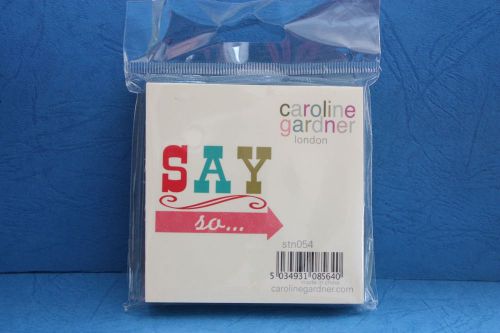 caroline
gardner
london
SAY
so...
stn054
5 034931 085640
made in china
carolinegardner.com